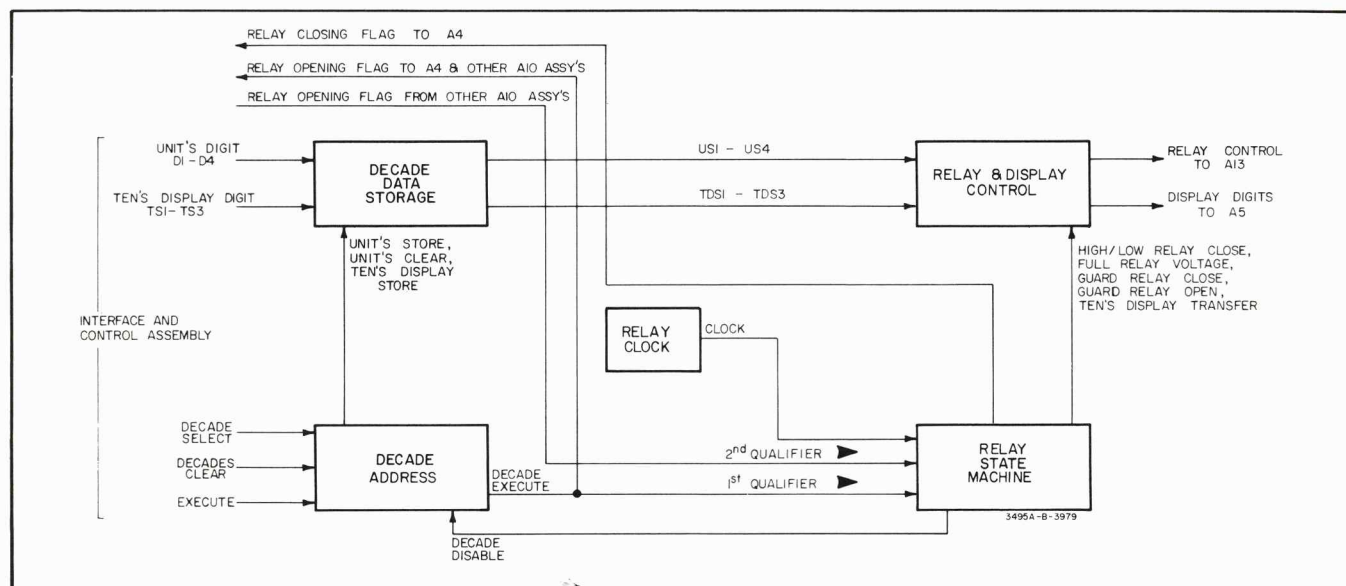 RELAY CLOSING FLAG TO A4
RELAY OPENING FLAG TO A4 & OTHER A10 ASSY'S
RELAY OPENING FLAG FROM OTHER A10 ASSY'S
UNIT'S DIGIT
D1-D4
TEN'S DISPLAY DIGIT
TS1-TS3
DECADE
DATA
STORAGE
US1 - US4
TDS1 - TDS3
RELAY & DISPLAY
CONTROL
RELAY CONTROL
TO A13
DISPLAY DIGITS
TO A5
UNIT'S STORE,
UNIT'S CLEAR,
TEN'S DISPLAY
STORE
HIGH/LOW RELAY CLOSE,
FULL RELAY VOLTAGE,
GUARD RELAY CLOSE,
GUARD RELAY OPEN,
TEN'S DISPLAY TRANSFER
INTERFACE AND
CONTROL ASSEMBLY
RELAY
CLOCK
CLOCK
DECADE
SELECT
DECADES
CLEAR
EXECUTE
DECADE
ADDRESS
DECADE
EXECUTE
2nd QUALIFIER
1st QUALIFIER
RELAY
STATE
MACHINE
3495A-B-3979
DECADE
DISABLE